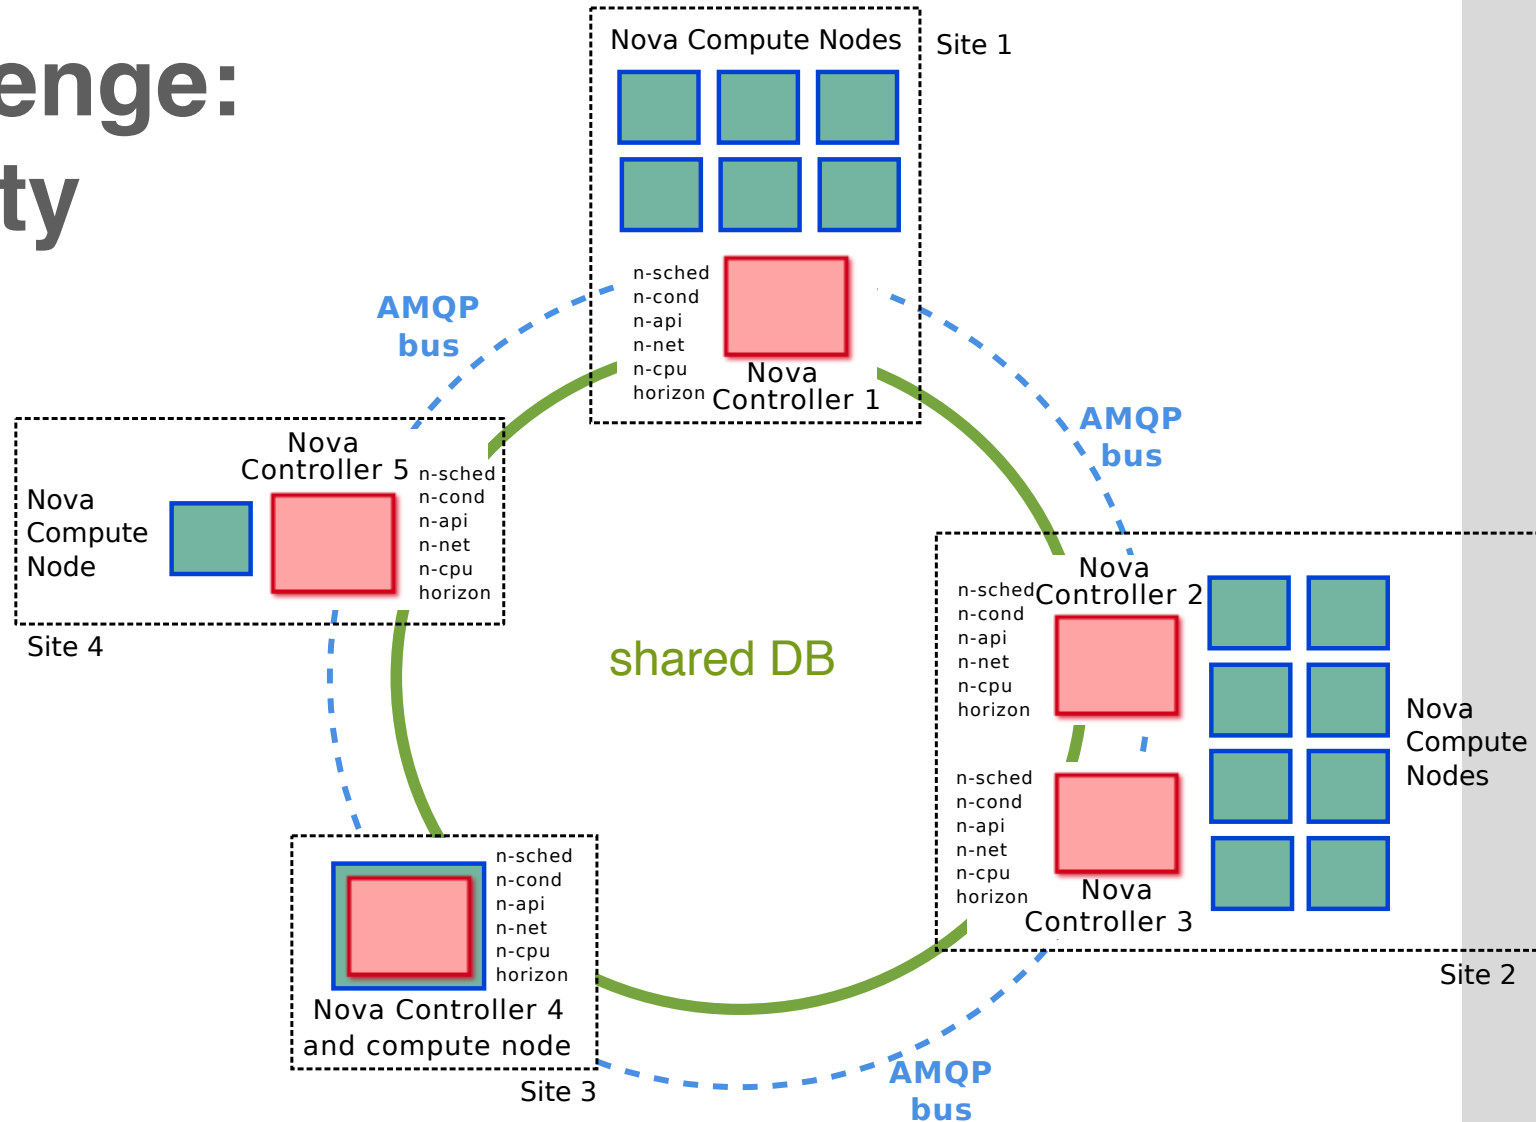 enge:
ty
Nova Compute Nodes
Site 1
n-sched
n-cond
n-api
n-net
n-cpu
horizon
Nova
Controller 1
AMQP
bus
AMQP
bus
Nova
Controller 5
n-sched
n-cond
n-api
n-net
n-cpu
horizon
Nova
Compute
Node
Site 4
shared DB
Nova
Controller 2
n-sched
n-cond
n-api
n-net
n-cpu
horizon
Nova
Compute
Nodes
n-sched
n-cond
n-api
n-net
n-cpu
horizon
Nova
Controller 3
Site 2
n-sched
n-cond
n-api
n-net
n-cpu
horizon
Nova Controller 4
and compute node
Site 3
AMQP
bus